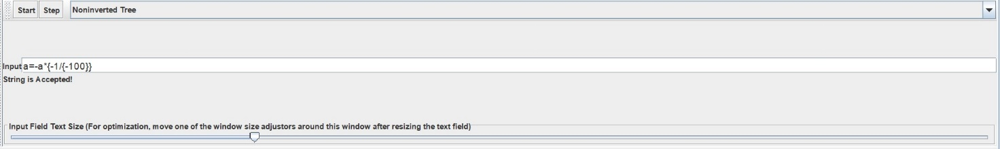 Start Step Noninverted Tree
Input a=-a*{-1/{-100}}
String is Accepted!
Input Field Text Size (For optimization, move one of the window size adjustors around this window after resizing the text field)